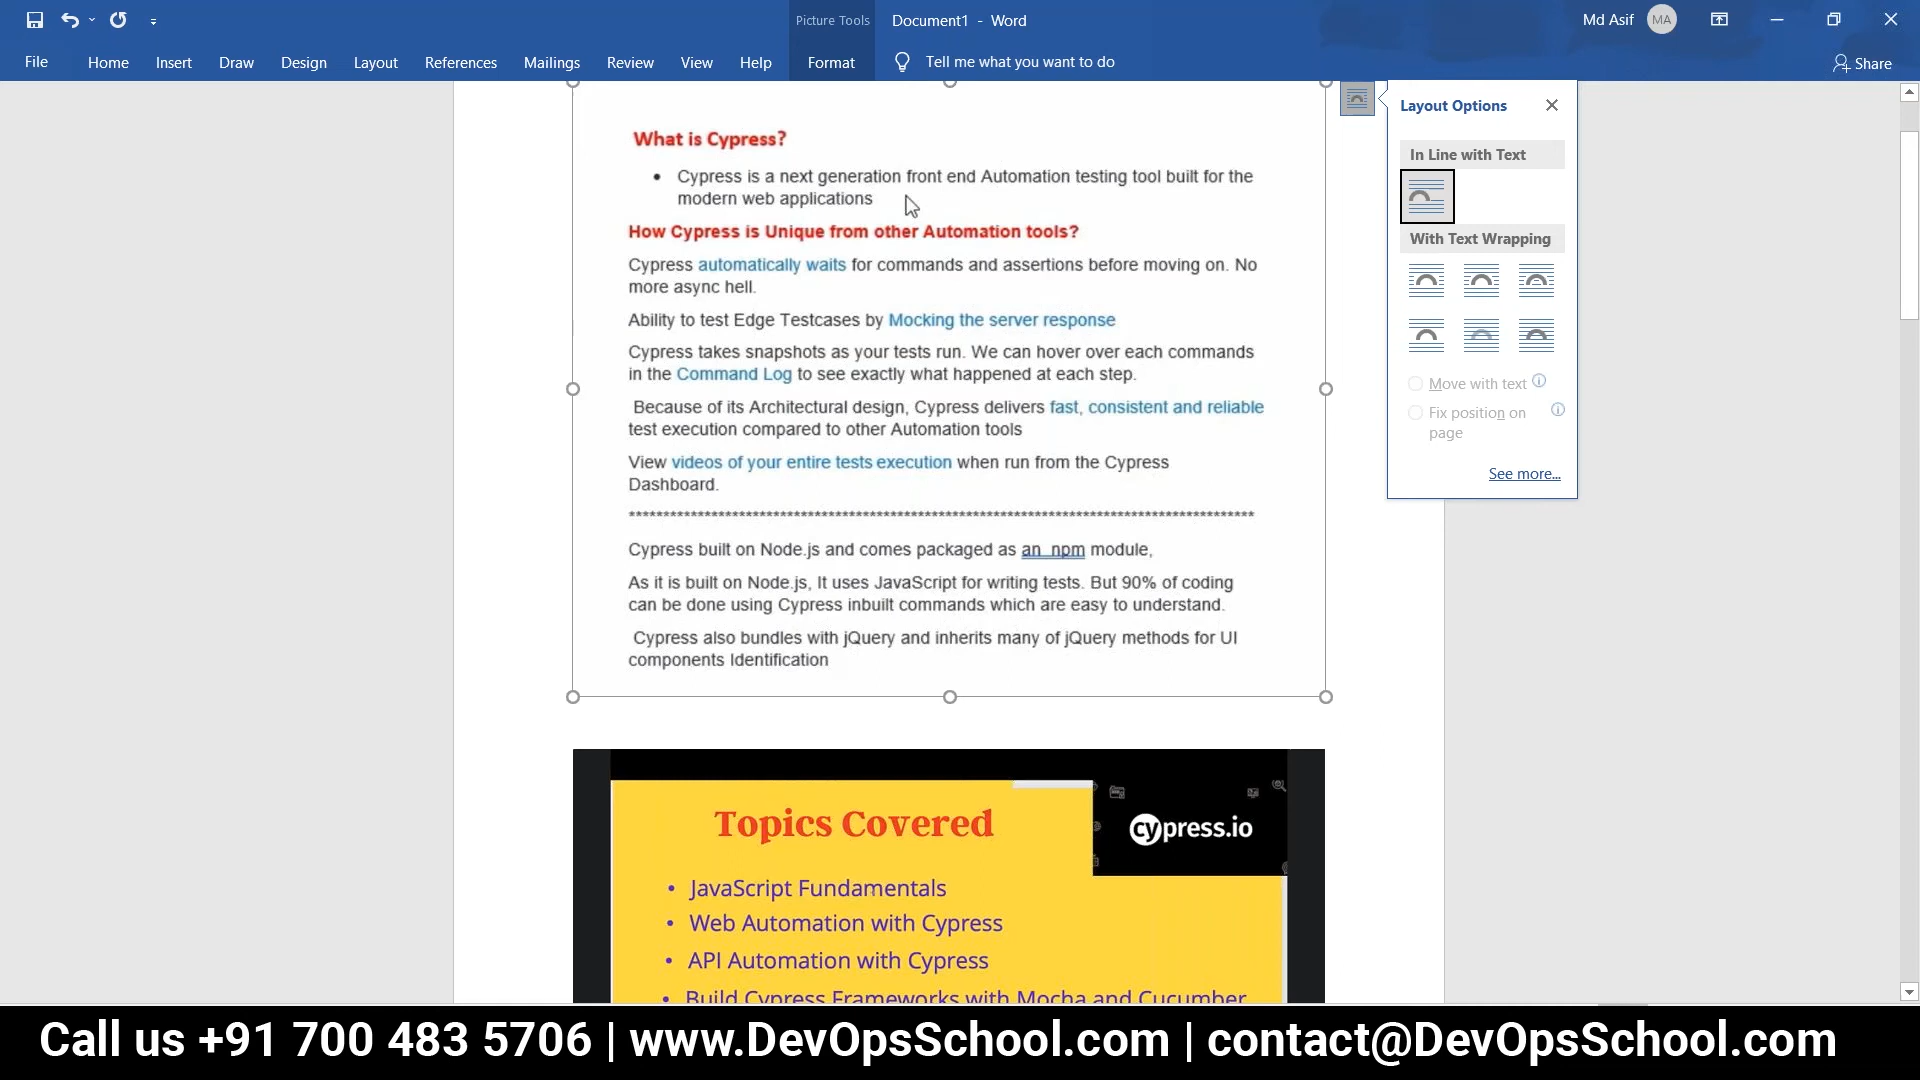 Picture Tools
Document1 - Word
Md Asif
MA
File
Home
Insert
Draw
Design
Layout
References
Mailings
Review
View
Help
Format
Tell me what you want to do
Share
What is Cypress?
• Cypress is a next generation front end Automation testing tool built for the
modern web applications
How Cypress is Unique from other Automation tools?
Cypress automatically waits for commands and assertions before moving on. No
more async hell.
Ability to test Edge Testcases by Mocking the server response
Cypress takes snapshots as your tests run. We can hover over each commands
in the Command Log to see exactly what happened at each step.
Because of its Architectural design, Cypress delivers fast, consistent and reliable
test execution compared to other Automation tools
View videos of your entire tests execution when run from the Cypress
Dashboard.
Cypress built on Node.js and comes packaged as an npm module,
As it is built on Node.js, It uses JavaScript for writing tests. But 90% of coding
can be done using Cypress inbuilt commands which are easy to understand.
Cypress also bundles with jQuery and inherits many of jQuery methods for UI
components Identification
Layout Options
In Line with Text
With Text Wrapping
Move with text
Fix position on
page
See more...
Topics Covered
cypress.io
• JavaScript Fundamentals
• Web Automation with Cypress
• API Automation with Cypress
• Build Cypress Frameworks with Mocha and Cucumber
Call us +91 700 483 5706 | www.DevOpsSchool.com | contact@DevOpsSchool.com